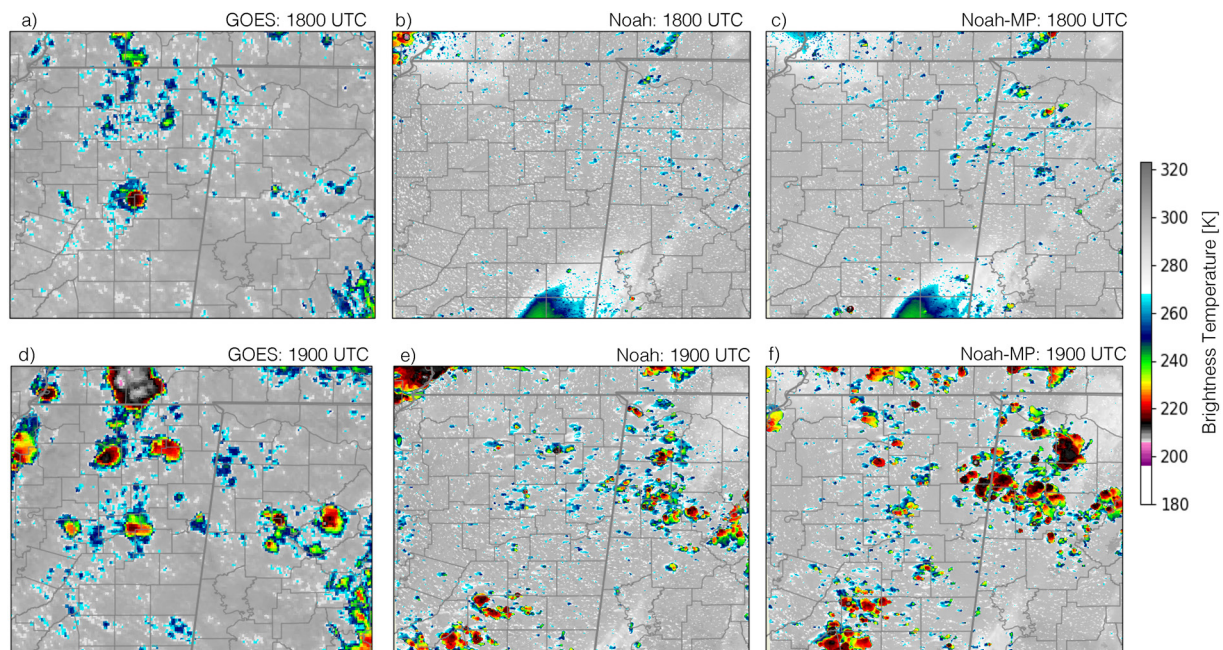 a) GOES: 1800 UTC
b) Noah: 1800 UTC
c) Noah-MP: 1800 UTC
d) GOES: 1900 UTC
e) Noah: 1900 UTC
f) Noah-MP: 1900 UTC
320
300
280
260
240
220
200
180
Brightness Temperature [K]